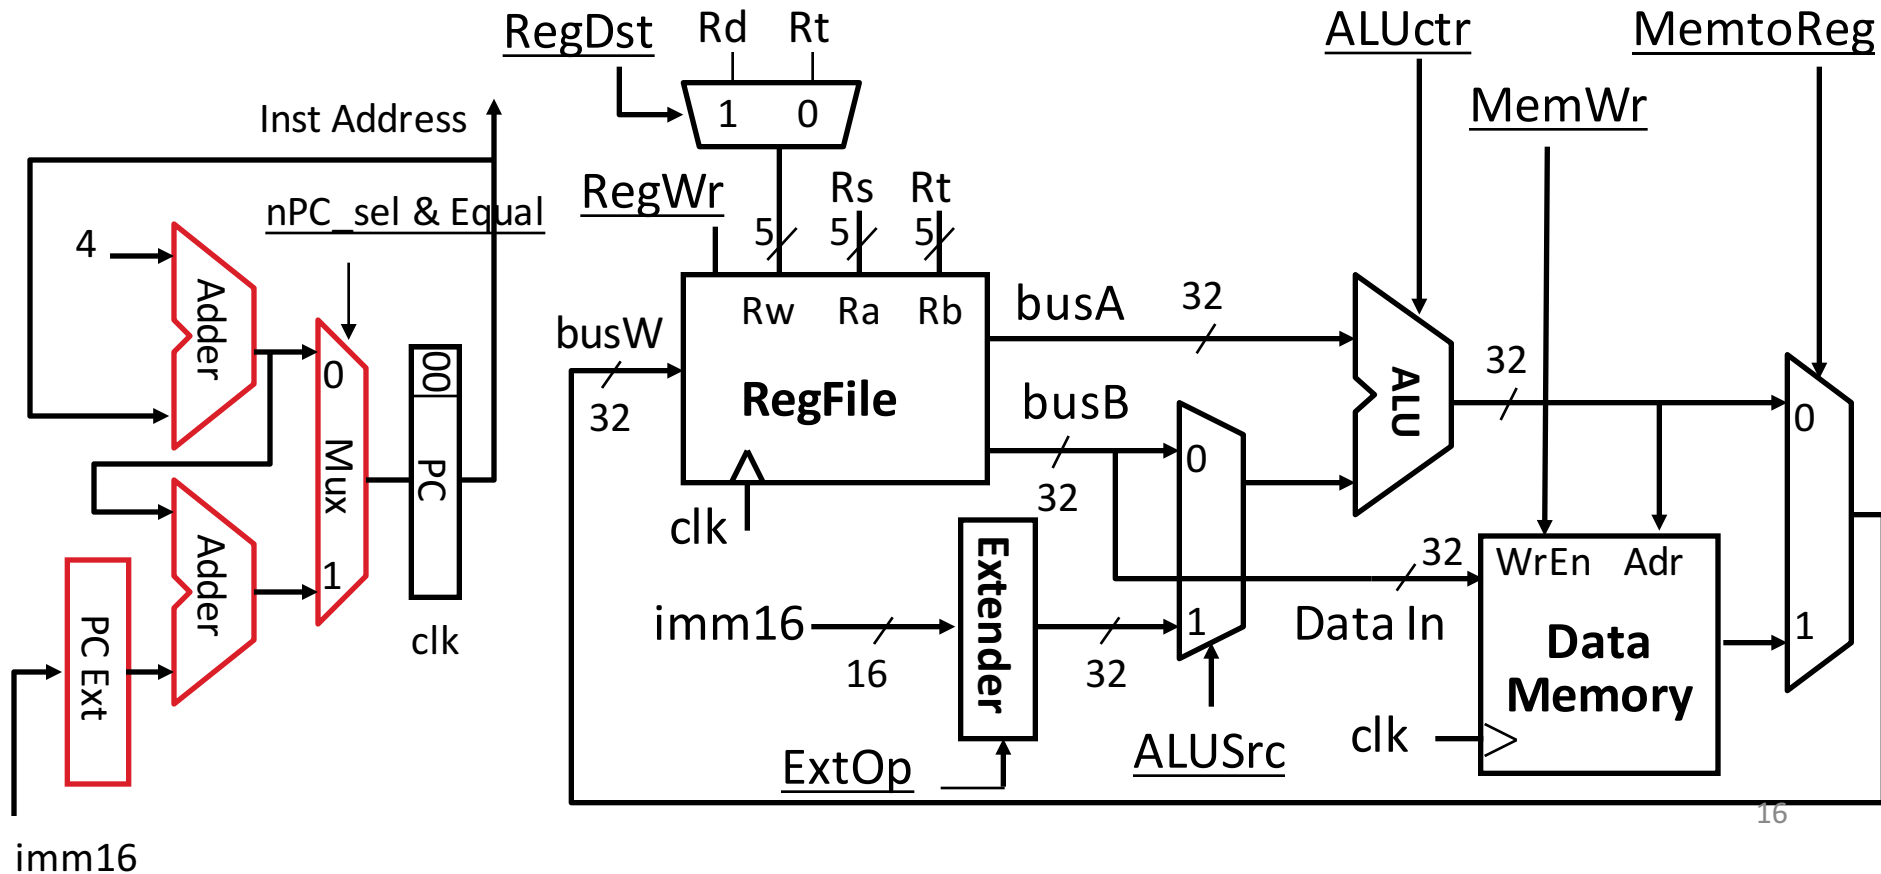 RegDst
Rd
Rt
ALUctr
MemtoReg
1
0
MemWr
Inst Address
RegWr
Rs
Rt
nPC_sel & Equal
5
5
5
4
Adder
Rw
Ra
Rb
busA
32
busW
32
RegFile
busB
32
clk
ALU
32
0
Mux
1
00
PC
clk
Adder
PC Ext
imm16
imm16
16
Extender
32
ExtOp
0
1
ALUSrc
32
Data In
WrEn
Adr
Data
Memory
clk
0
1
16